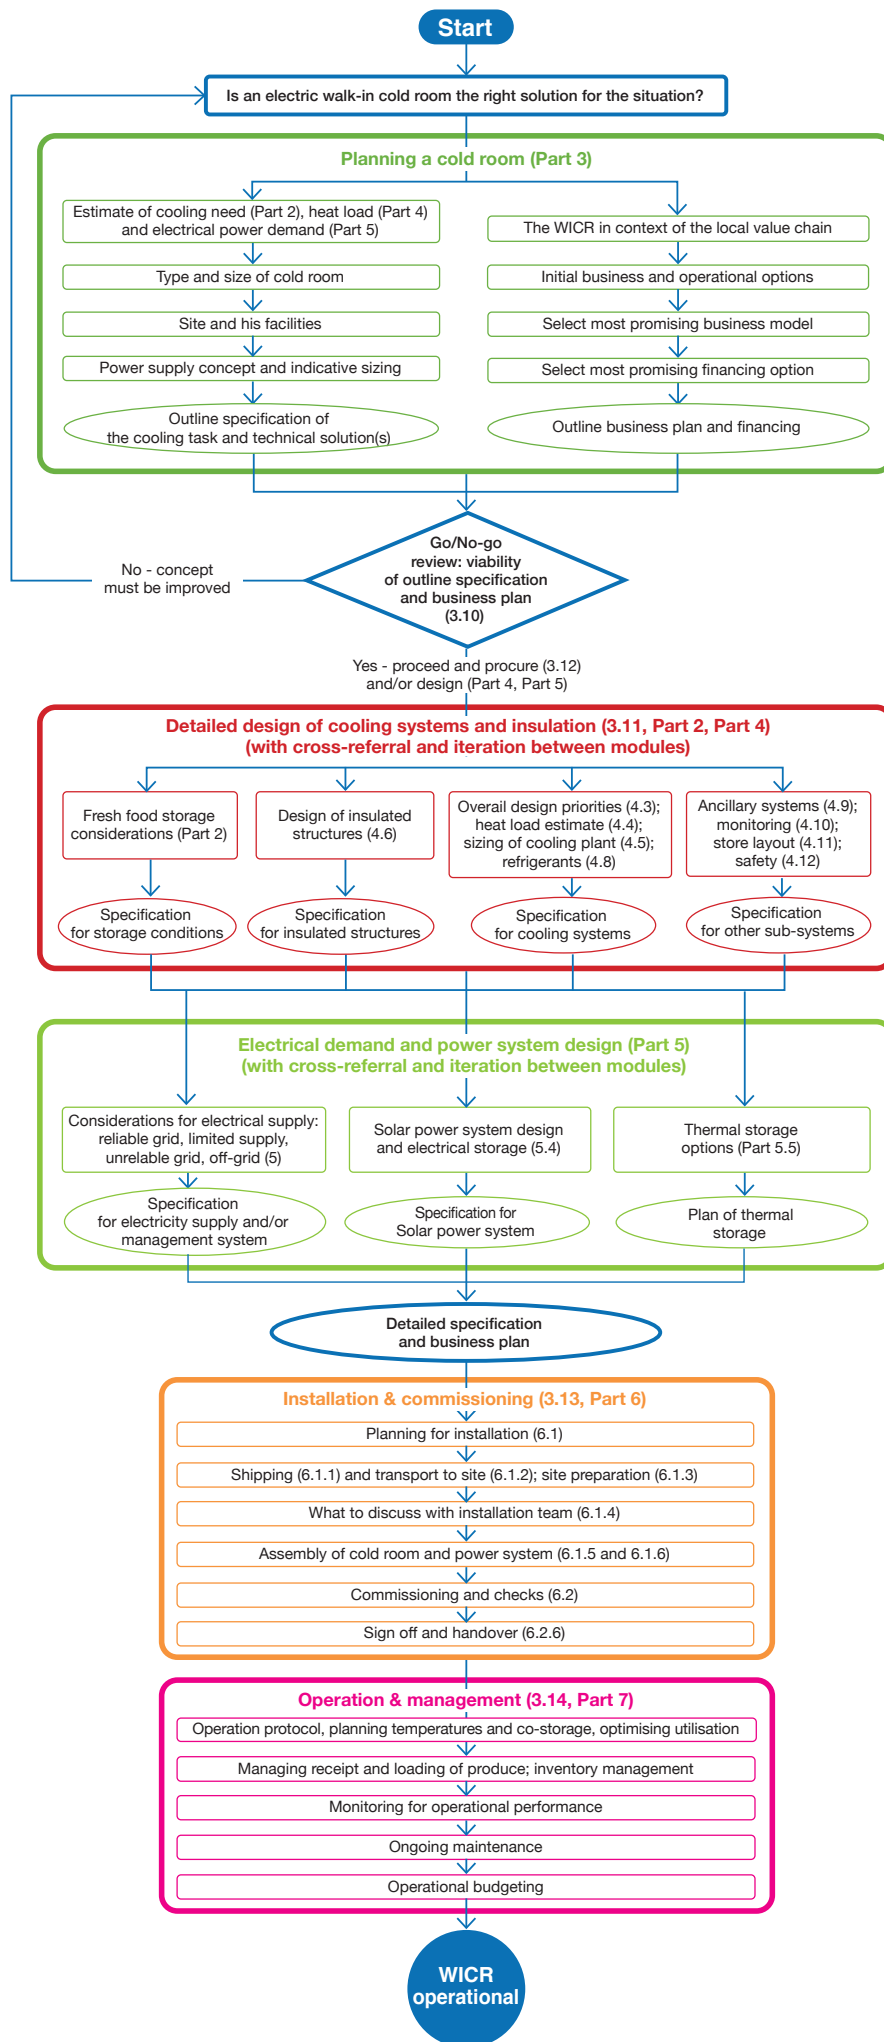 Start
Is an electric walk-in cold room the right solution for the situation?
Planning a cold room (Part 3)
Estimate of cooling need (Part 2), heat load (Part 4)
and electrical power demand (Part 5)
Type and size of cold room
Site and his facilities
Power supply concept and indicative sizing
Outline specification of
the cooling task and technical solution(s)
The WICR in context of the local value chain
Initial business and operational options
Select most promising business model
Select most promising financing option
Outline business plan and financing
Go/No-go
review: viability
of outline specification
and business plan
(3.10)
No - concept
must be improved
Yes - proceed and procure (3.12)
and/or design (Part 4, Part 5)
Detailed design of cooling systems and insulation (3.11, Part 2, Part 4)
(with cross-referral and iteration between modules)
Fresh food storage
considerations (Part 2)
Design of insulated
structures (4.6)
Overail design priorities (4.3);
heat load estimate (4.4);
sizing of cooling plant (4.5);
refrigerants (4.8)
Ancillary systems (4.9);
monitoring (4.10);
store layout (4.11);
safety (4.12)
Specification
for storage conditions
Specification
for insulated structures
Specification
for cooling systems
Specification
for other sub-systems
Electrical demand and power system design (Part 5)
(with cross-referral and iteration between modules)
Considerations for electrical supply:
reliable grid, limited supply,
unrelable grid, off-grid (5)
Solar power system design
and electrical storage (5.4)
Thermal storage
options (Part 5.5)
Specification
for electricity supply and/or
management system
Specification for
Solar power system
Plan of thermal
storage
Detailed specification
and business plan
Installation & commissioning (3.13, Part 6)
Planning for installation (6.1)
Shipping (6.1.1) and transport to site (6.1.2); site preparation (6.1.3)
What to discuss with installation team (6.1.4)
Assembly of cold room and power system (6.1.5 and 6.1.6)
Commissioning and checks (6.2)
Sign off and handover (6.2.6)
Operation & management (3.14, Part 7)
Operation protocol, planning temperatures and co-storage, optimising utilisation
Managing receipt and loading of produce; inventory management
Monitoring for operational performance
Ongoing maintenance
Operational budgeting
WICR
operational